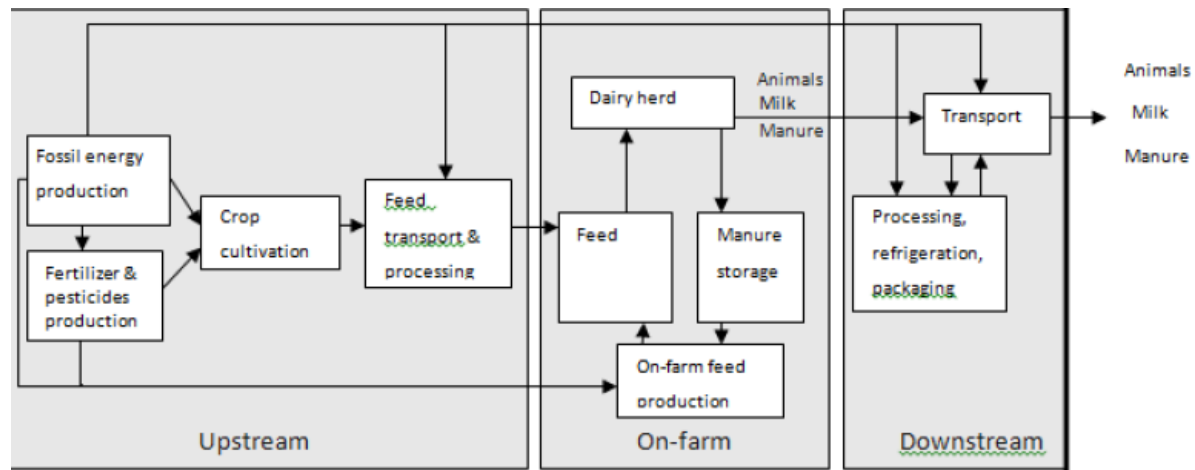 Fossil energy
production
Fertilizer &
pesticides
production
Crop
cultivation
Feed
transport &
processing
Upstream
Dairy herd
Animals
Milk
Manure
Feed
Manure
storage
On-farm feed
production
On-farm
Transport
Processing,
refrigeration,
packaging
Downstream
Animals
Milk
Manure